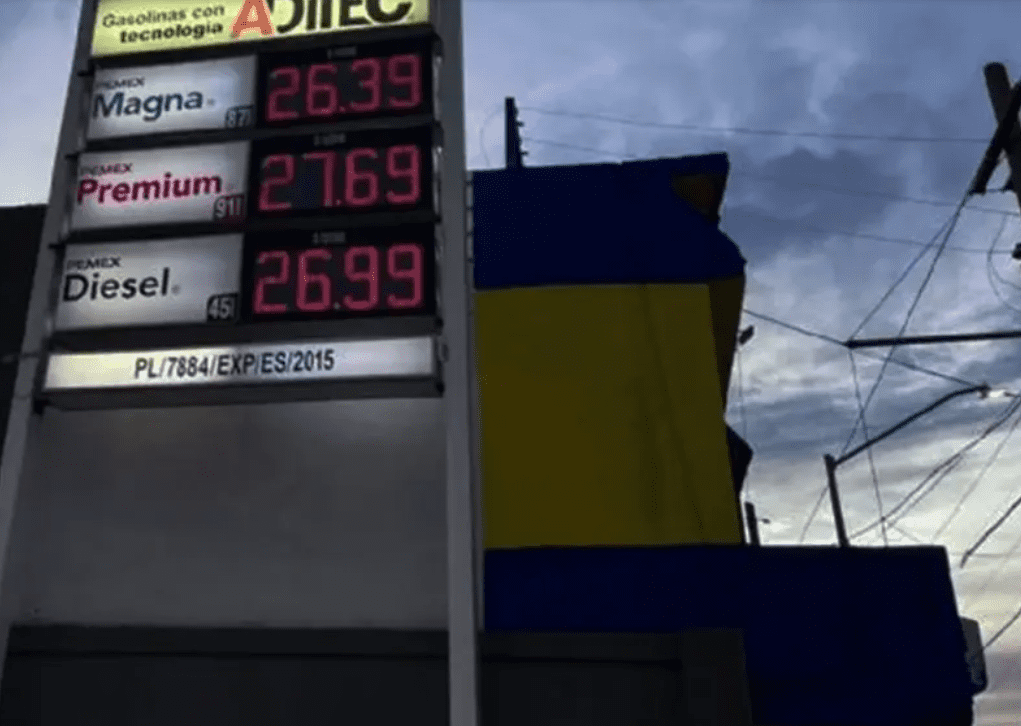 Gasolinas con
tecnología ADITEC
PEMEX
Magna
87
26.39
PEMEX
Premium
91
27.69
PEMEX
Diesel
45
26.99
PL/7884/EXP/ES/2015